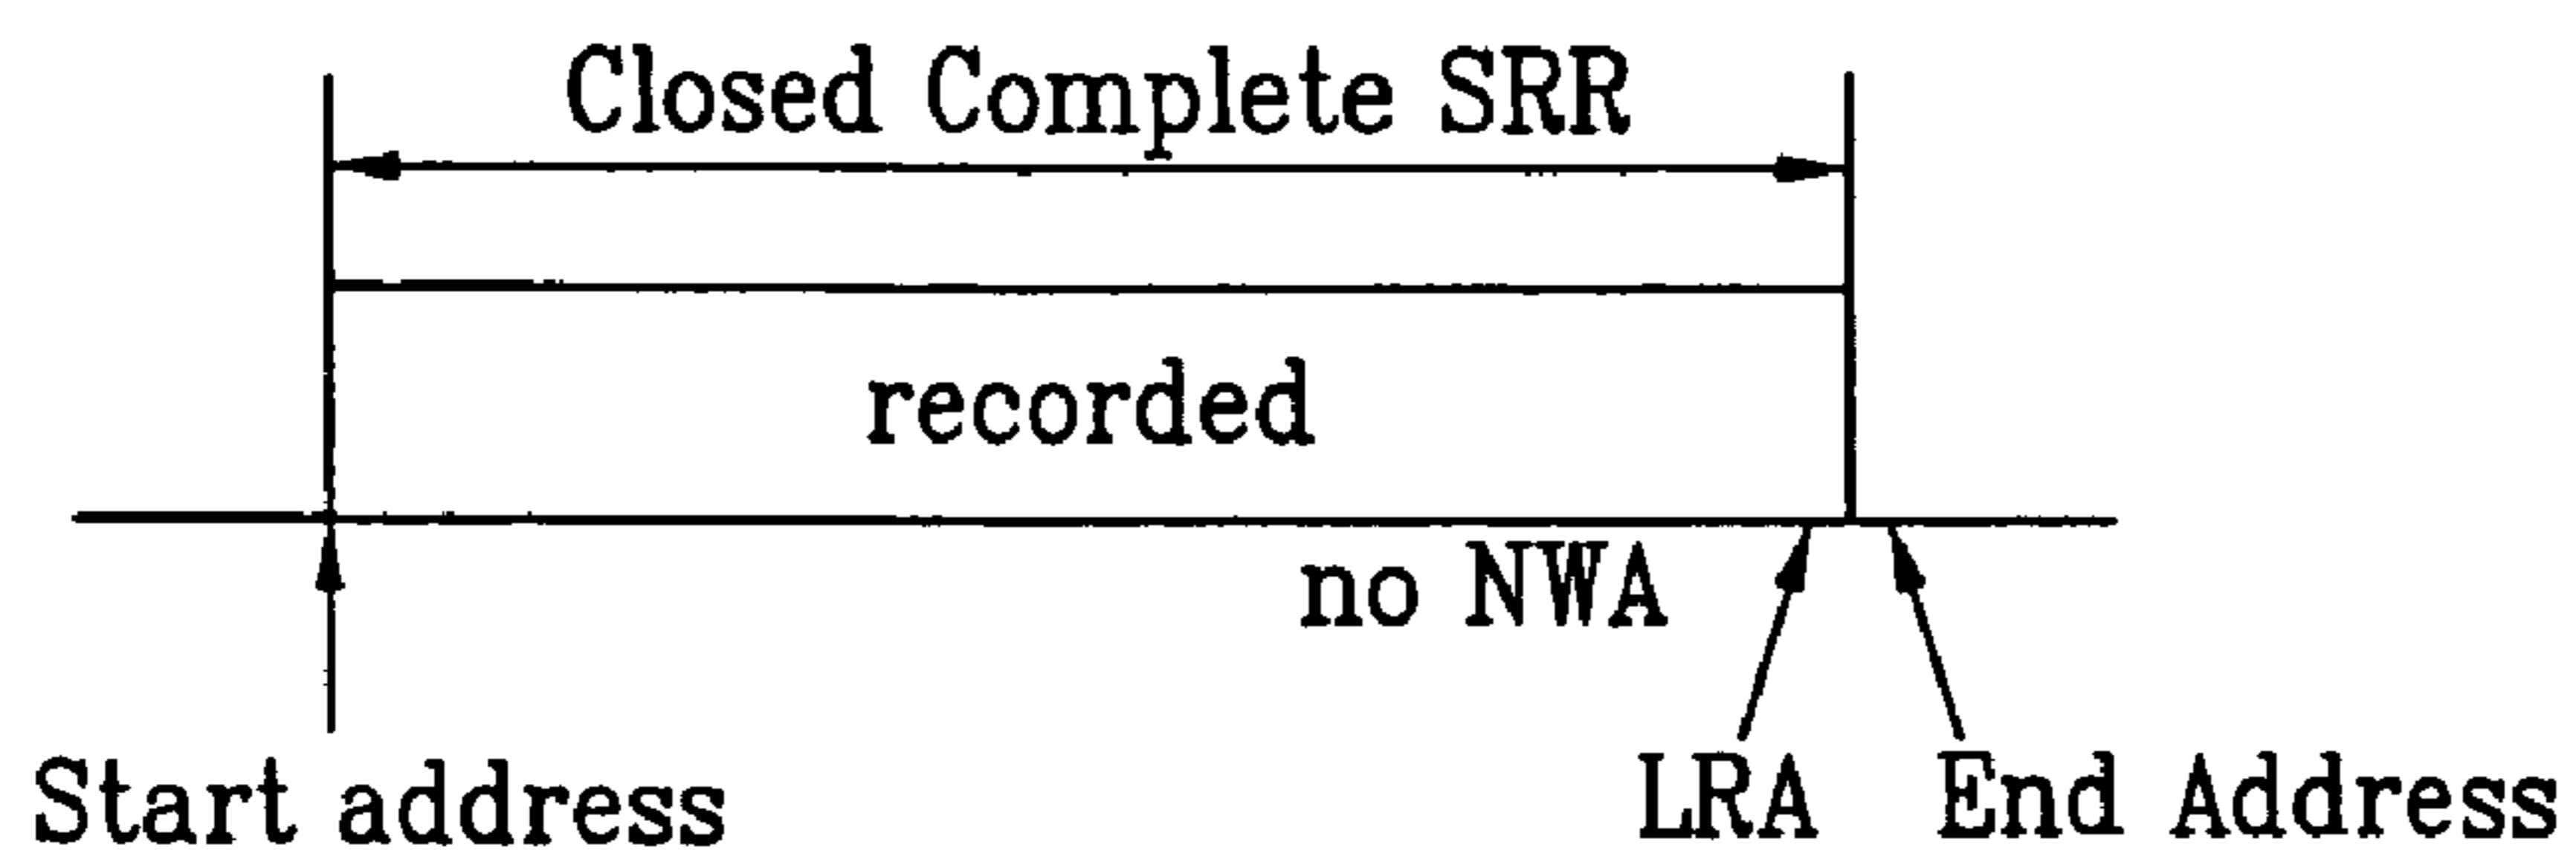 Closed Complete SRR
recorded
no NWA
Start address
LRA
End Address